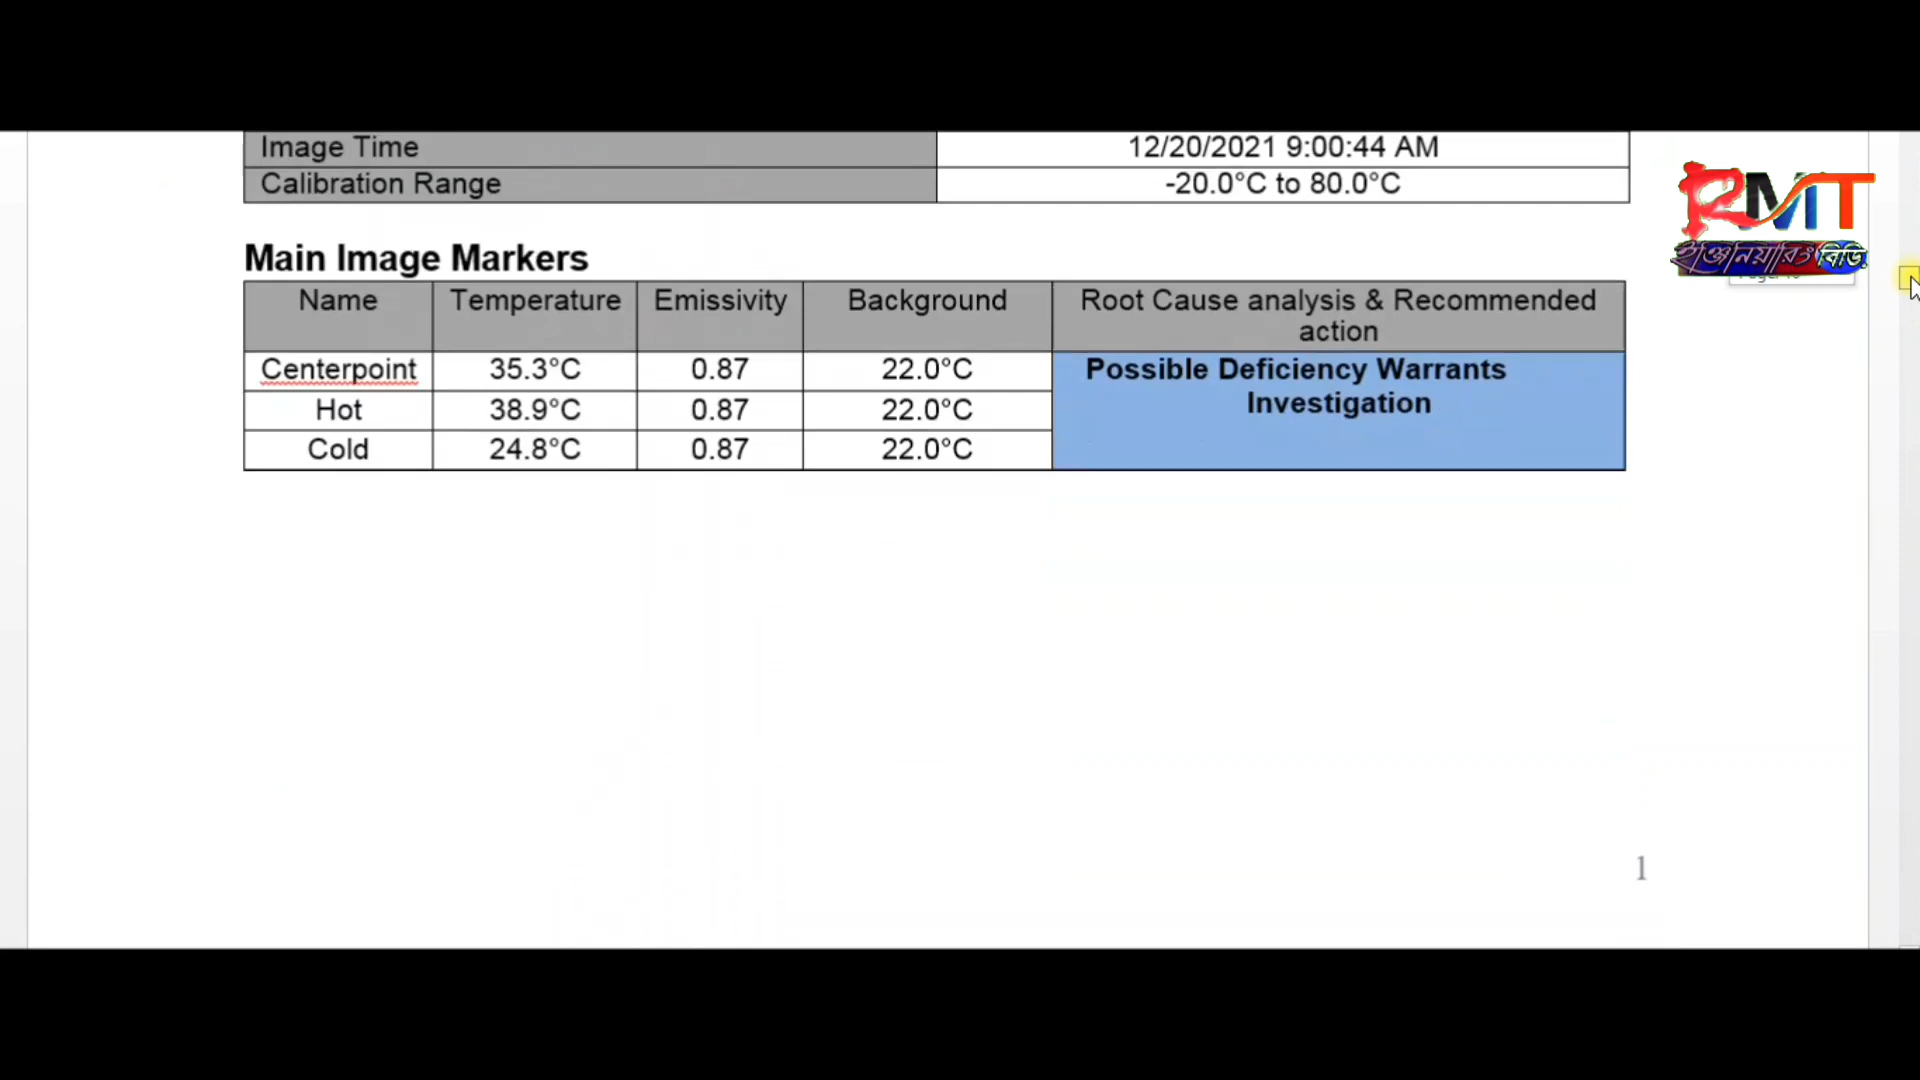 Image Time 12/20/2021 9:00:44 AM
Calibration Range -20.0°C to 80.0°C
RMT
ইঞ্জিনিয়ারিং বিডি
Main Image Markers
Name Temperature Emissivity Background Root Cause analysis & Recommended
action
Centerpoint 35.3°C 0.87 22.0°C Possible Deficiency Warrants
Investigation
Hot 38.9°C 0.87 22.0°C
Cold 24.8°C 0.87 22.0°C
1